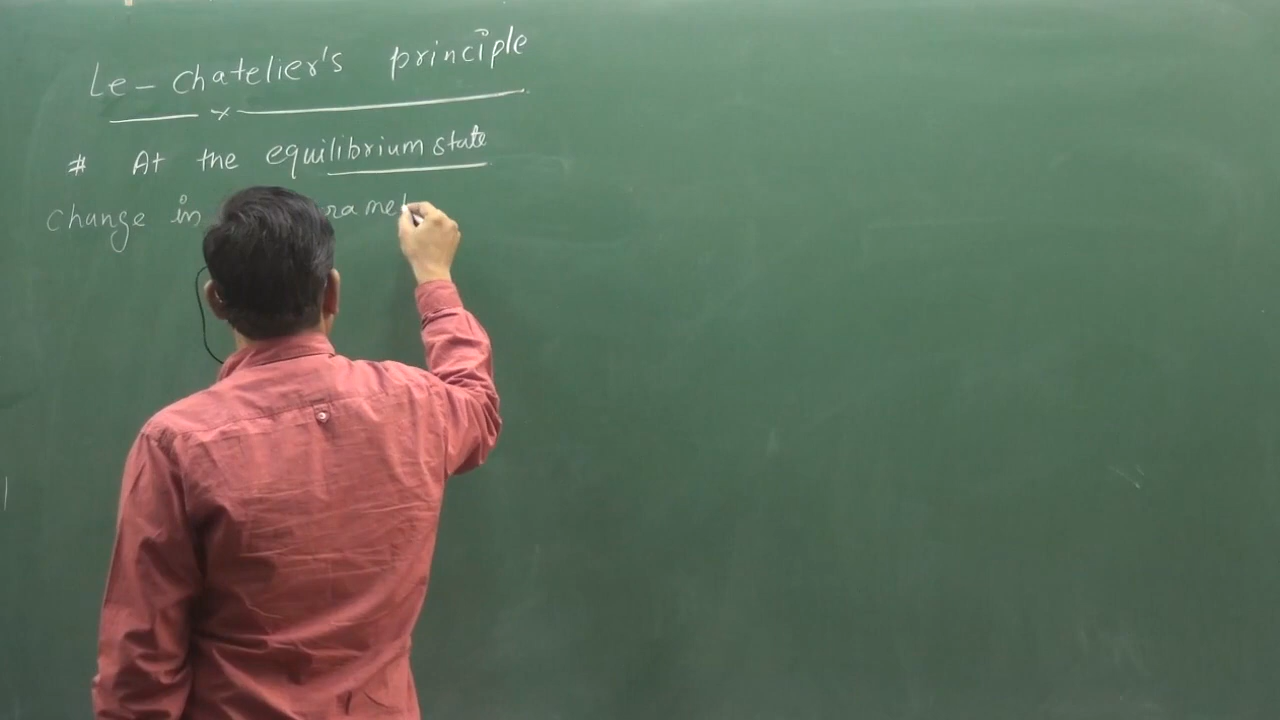 Le - chatelier's principle
# At the equilibrium state
change in